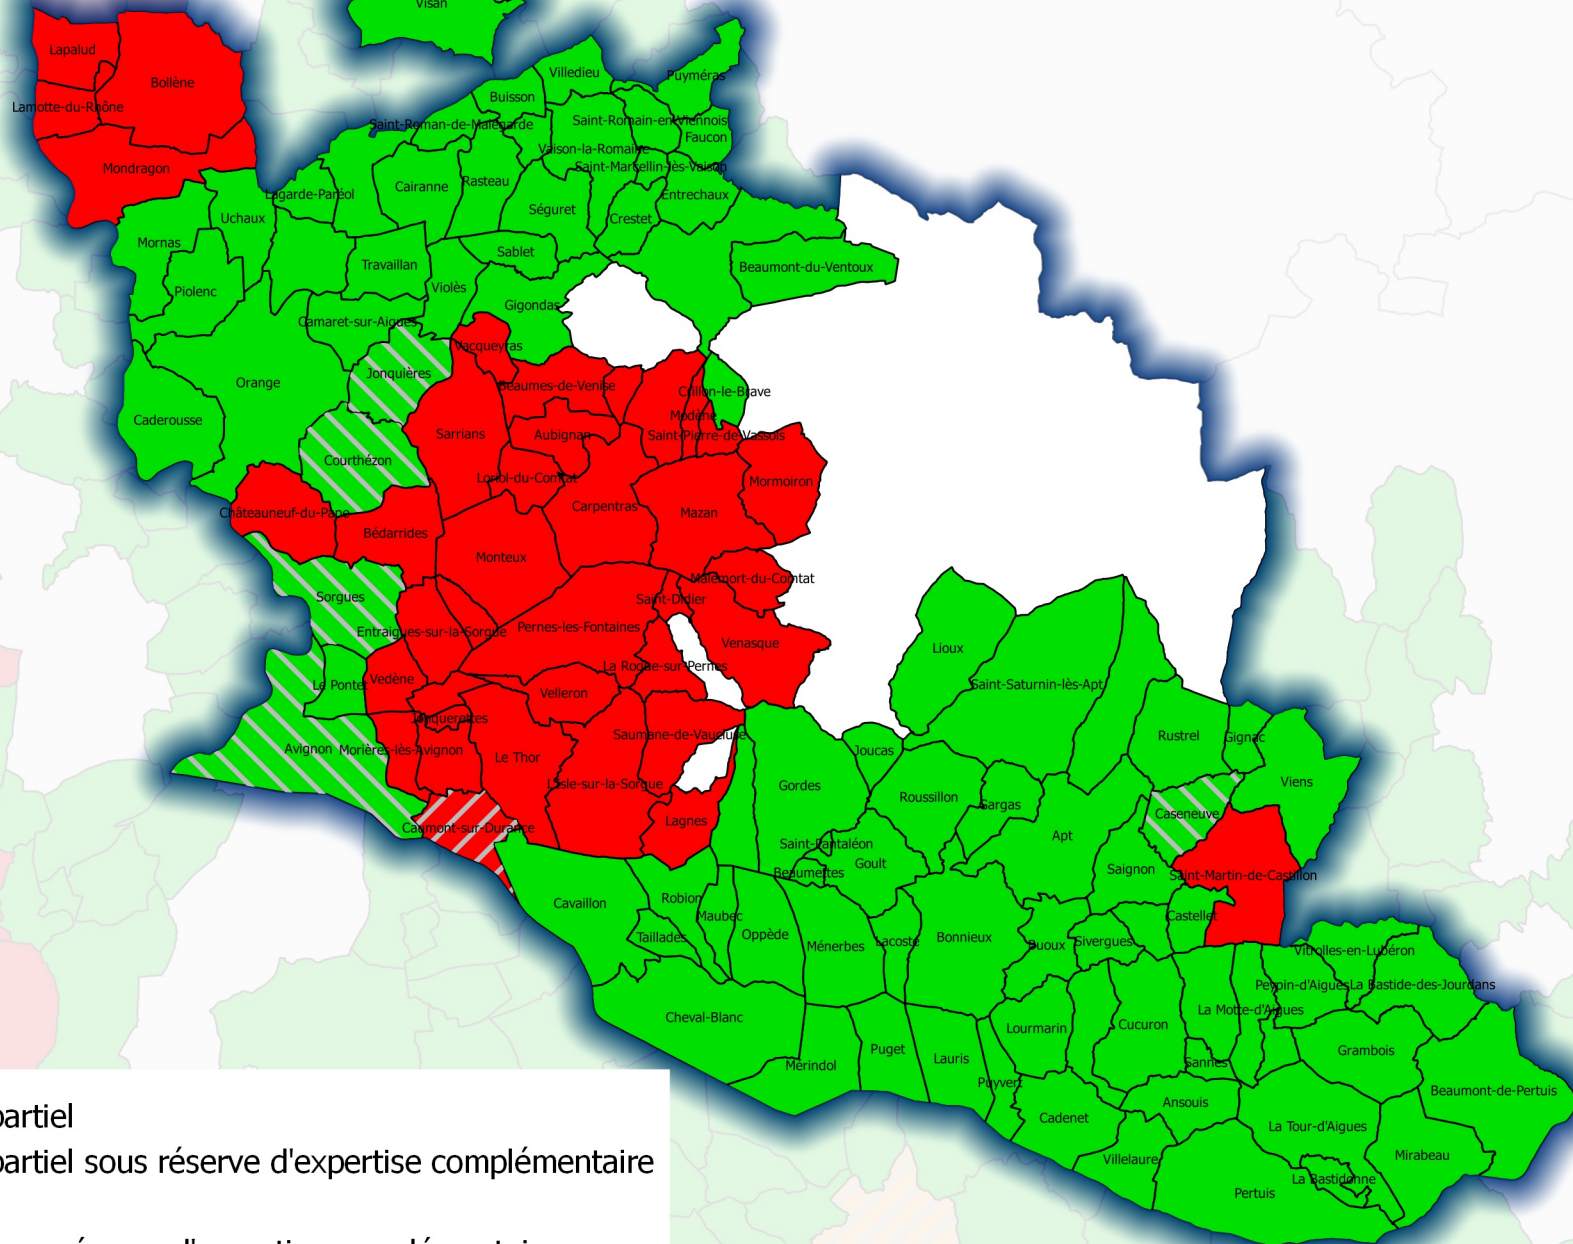 Visan
Lapalud
Bollène
Villedieu
Puyméras
Buisson
Lamotte-du-Rhône
Saint-Roman-de-Malegarde
Saint-Romain-en-Viennois
Faucon
Vaison-la-Romaine
Saint-Marcellin-lès-Vaison
Mondragon
Cairanne
Rasteau
Lagarde-Paréol
Entrechaux
Séguret
Crestet
Uchaux
Mornas
Sablet
Travaillan
Beaumont-du-Ventoux
Violès
Piolenc
Gigondas
Camaret-sur-Aigues
Vacqueyras
Jonquières
Orange
Beaumes-de-Venise
Crillon-le-Brave
Modène
Caderousse
Sarrians
Aubignan
Saint-Pierre-de-Vassols
Courthézon
Loriol-du-Comtat
Mormoiron
Carpentras
Châteauneuf-du-Pape
Mazan
Bédarrides
Monteux
Malemort-du-Comtat
Sorgues
Saint-Didier
Entraigues-sur-la-Sorgue
Pernes-les-Fontaines
Venasque
Lioux
La Roque-sur-Pernes
Vedène
Le Pontet
Saint-Saturnin-lès-Apt
Velleron
Jonquerettes
Saumane-de-Vaucluse
Rustrel
Gignac
Avignon
Morières-lès-Avignon
Joucas
Le Thor
L'Isle-sur-la-Sorgue
Gordes
Viens
Roussillon
Gargas
Caseneuve
Lagnes
Caumont-sur-Durance
Apt
Saint-Pantaléon
Goult
Saignon
Beaumettes
Saint-Martin-de-Castillon
Cavaillon
Robion
Maubec
Castellet
Taillades
Oppède
Ménerbes
Lacoste
Bonnieux
Buoux
Sivergues
Vitrolles-en-Lubéron
Peypin-d'Aigues
La Bastide-des-Jourdans
La Motte-d'Aigues
Cheval-Blanc
Lourmarin
Cucuron
Puget
Lauris
Grambois
Mérindol
Sannes
Puyvert
Beaumont-de-Pertuis
Ansouis
Cadenet
La Tour-d'Aigues
Villelaure
Mirabeau
La Bastidonne
Pertuis
partiel
partiel sous réserve d'expertise complémentaire